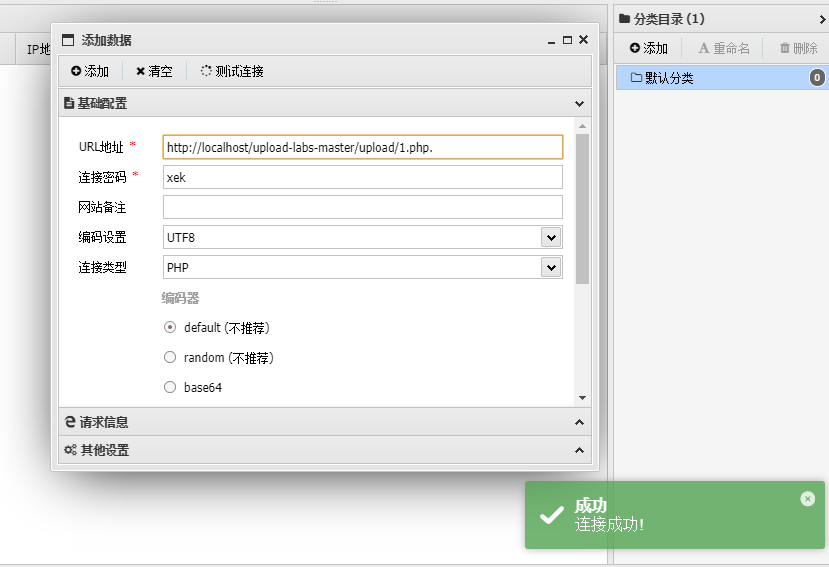 分类目录 (1)
添加
重命名
删除
默认分类
0
IP地
添加数据
添加
清空
测试连接
基础配置
URL地址 *
http://localhost/upload-labs-master/upload/1.php.
连接密码 *
xek
网站备注
编码设置
UTF8
连接类型
PHP
编码器
default (不推荐)
random (不推荐)
base64
请求信息
其他设置
成功
连接成功!